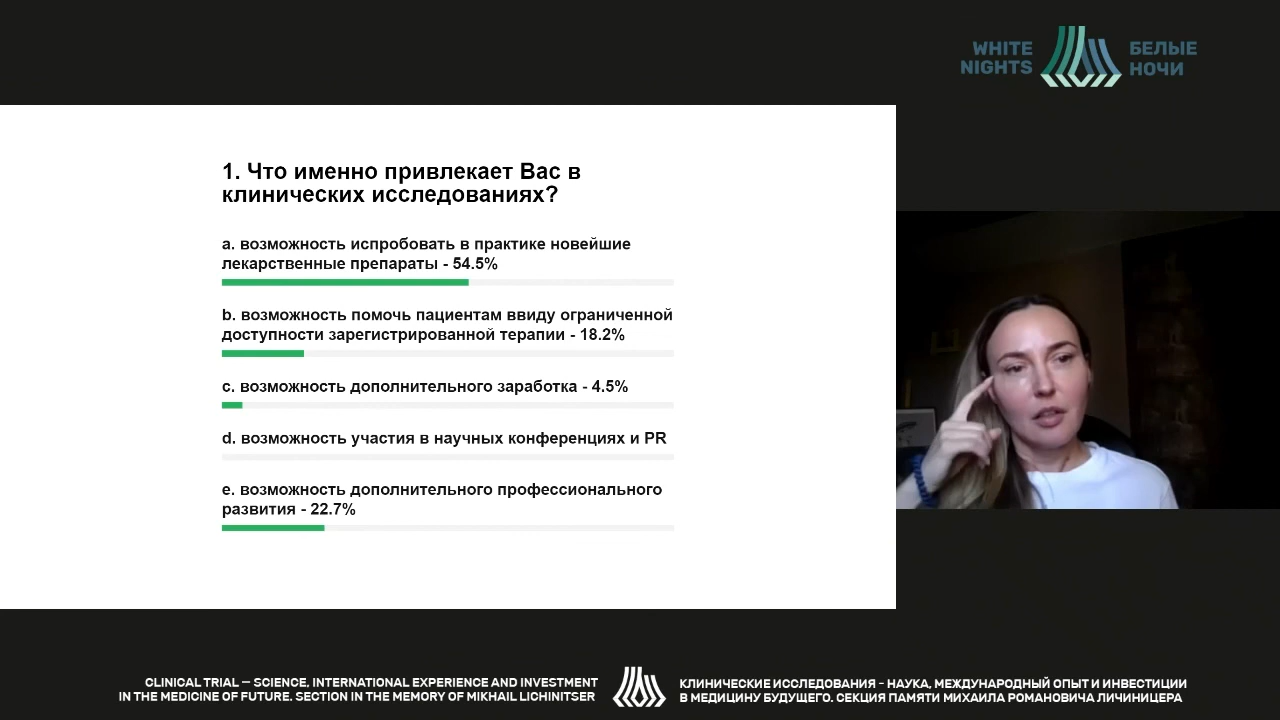 WHITE
NIGHTS
БЕЛЫЕ
НОЧИ
1. Что именно привлекает Вас в
клинических исследованиях?
a. возможность испробовать в практике новейшие
лекарственные препараты - 54.5%
b. возможность помочь пациентам ввиду ограниченной
доступности зарегистрированной терапии - 18.2%
c. возможность дополнительного заработка - 4.5%
d. возможность участия в научных конференциях и PR
e. возможность дополнительного профессионального
развития - 22.7%
CLINICAL TRIAL – SCIENCE, INTERNATIONAL EXPERIENCE AND INVESTMENT
IN THE MEDICINE OF FUTURE. SECTION IN THE MEMORY OF MIKHAIL LICHINITSER
КЛИНИЧЕСКИЕ ИССЛЕДОВАНИЯ - НАУКА, МЕЖДУНАРОДНЫЙ ОПЫТ И ИНВЕСТИЦИИ
В МЕДИЦИНУ БУДУЩЕГО. СЕКЦИЯ ПАМЯТИ МИХАИЛА РОМАНОВИЧА ЛИЧИНИЦЕРА